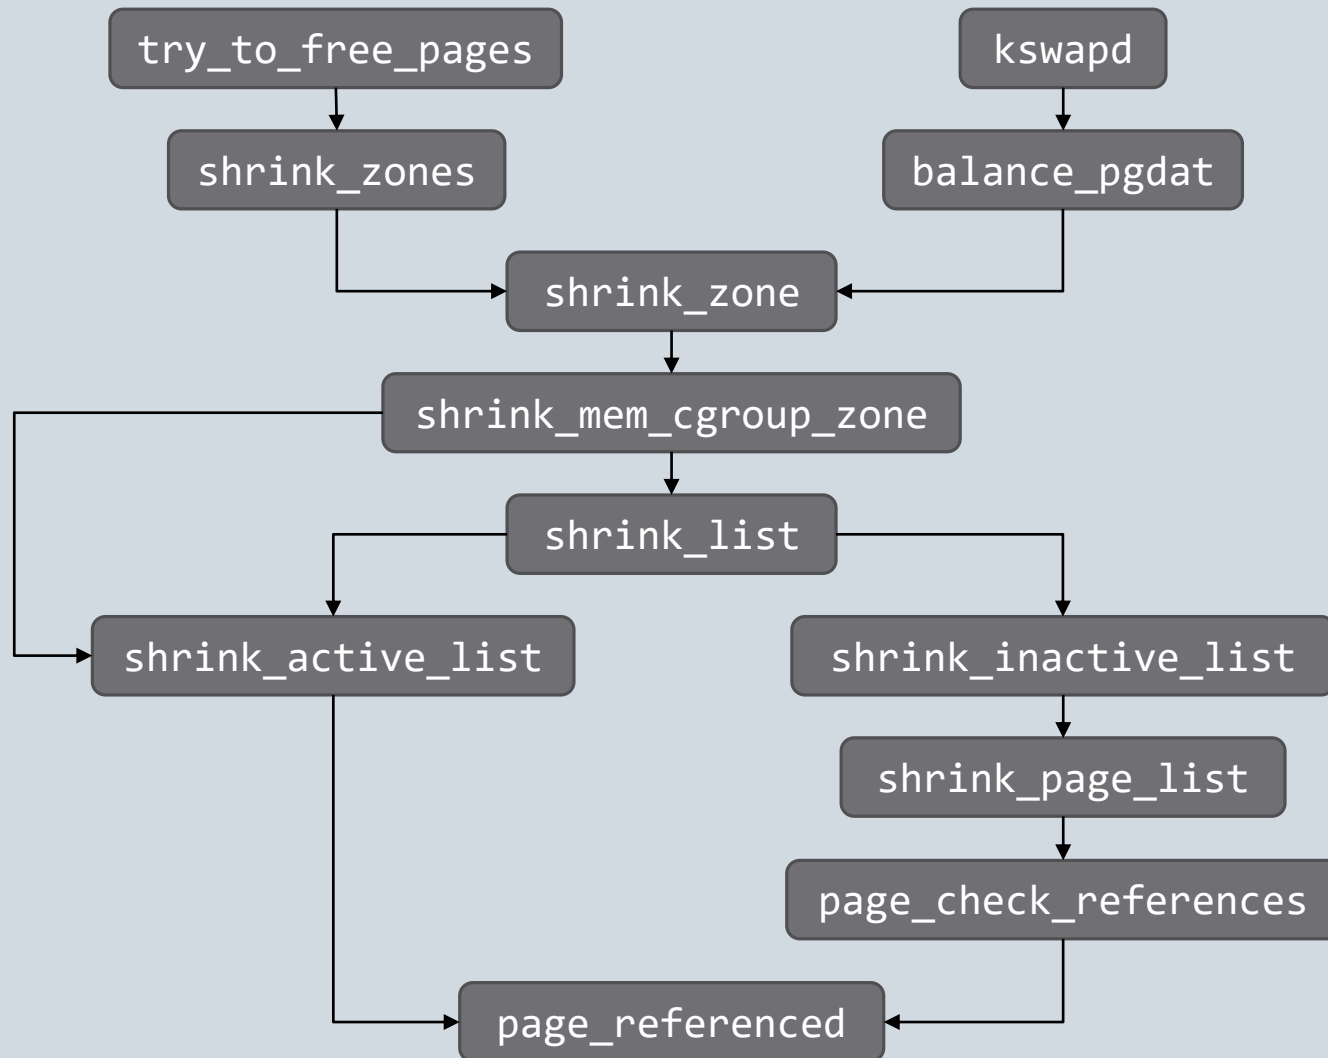 try_to_free_pages
kswapd
shrink_zones
balance_pgdat
shrink_zone
shrink_mem_cgroup_zone
shrink_list
shrink_active_list
shrink_inactive_list
shrink_page_list
page_check_references
page_referenced